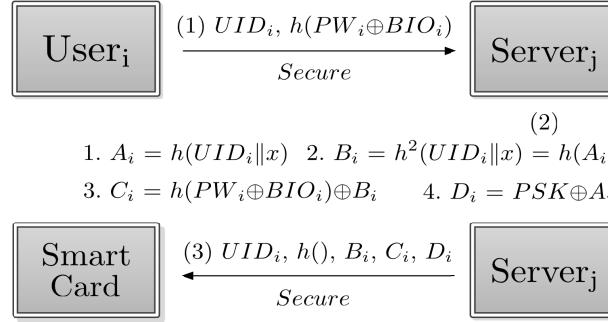 User_i
(1) UID_i, h(PW_i⊕BIO_i)
Secure
Server_j
(2)
1. A_i = h(UID_i‖x) 2. B_i = h²(UID_i‖x) = h(A_i
3. C_i = h(PW_i⊕BIO_i)⊕B_i 4. D_i = PSK⊕A
Smart
Card
(3) UID_i, h(), B_i, C_i, D_i
Secure
Server_j